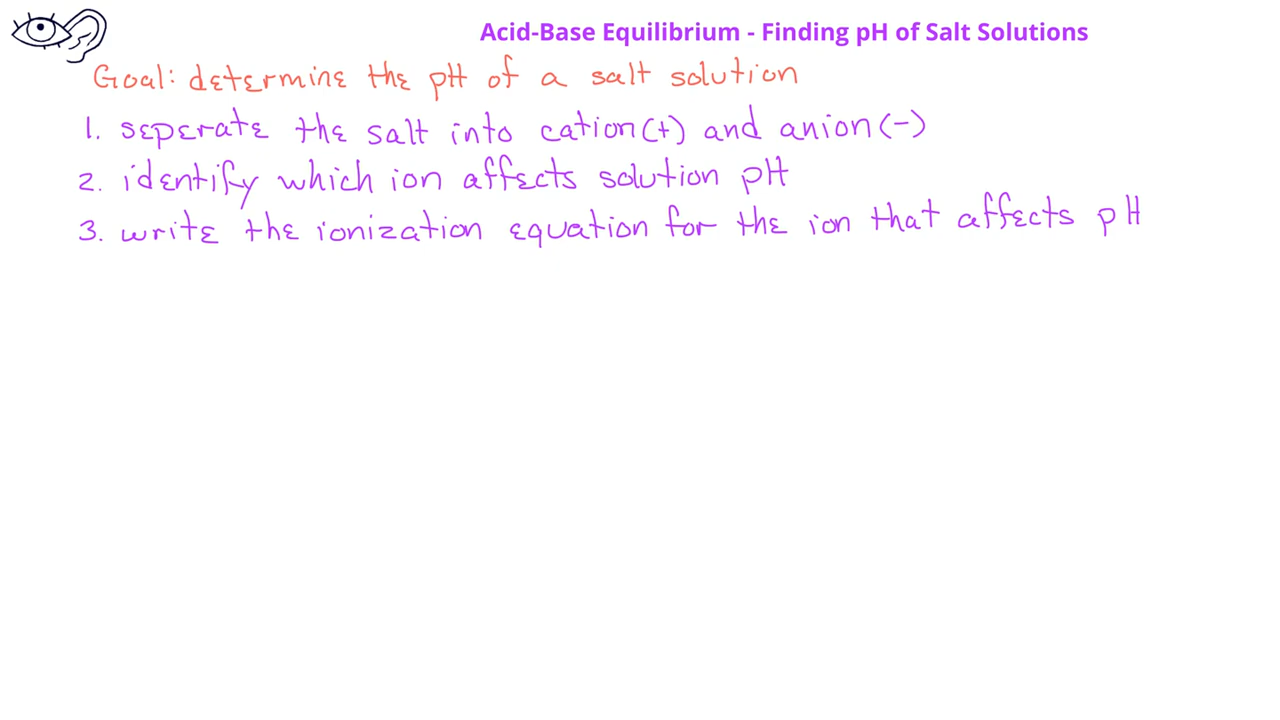 Acid-Base Equilibrium - Finding pH of Salt Solutions
Goal: determine the pH of a salt solution
1. seperate the salt into cation(+) and anion(-)
2. identify which ion affects solution pH
3. write the ionization equation for the ion that affects pH